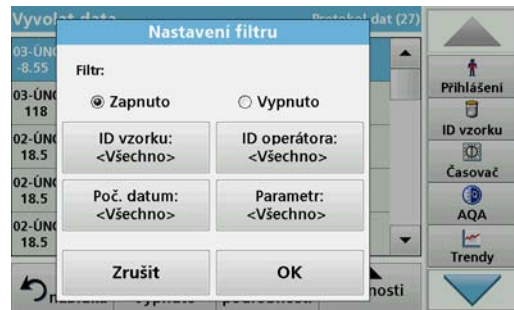 Vyvolat data
Protokol dat (27)
Nastavení filtru
03-ÚNO
-8.55
03-ÚNO
118
02-ÚNO
18.5
02-ÚNO
18.5
02-ÚNO
18.5
Filtr:
Zapnuto
Vypnuto
ID vzorku:
<Všechno>
ID operátora:
<Všechno>
Poč. datum:
<Všechno>
Parametr:
<Všechno>
Zrušit
OK
Přihlášení
ID vzorku
Časovač
AQA
Trendy